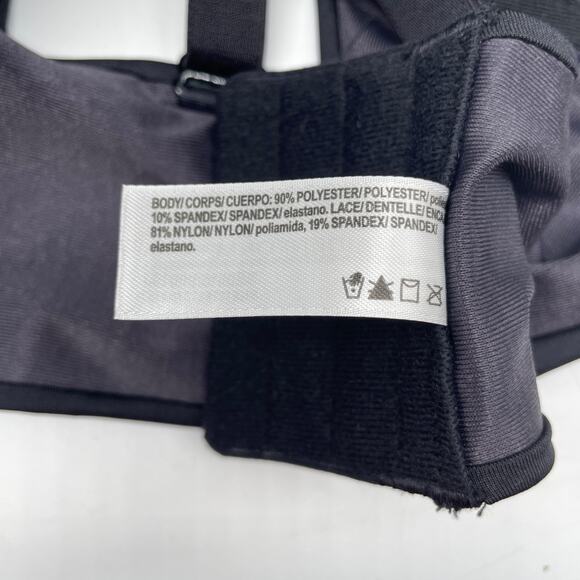 BODY/ CORPS/ CUERPO: 90% POLYESTER/ POLYESTER/
10% SPANDEX/ SPANDEX/ elastano. LACE/ DENTELLE/
81% NYLON/ NYLON/ poliamida, 19% SPANDEX/ SPANDEX/
elastano.